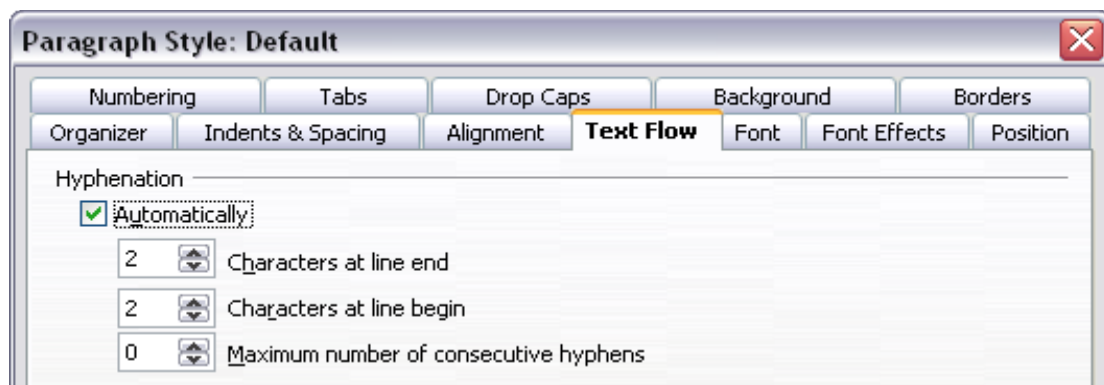 Paragraph Style: Default
Numbering Tabs Drop Caps Background Borders
Organizer Indents & Spacing Alignment Text Flow Font Font Effects Position
Hyphenation
Automatically
2 Characters at line end
2 Characters at line begin
0 Maximum number of consecutive hyphens